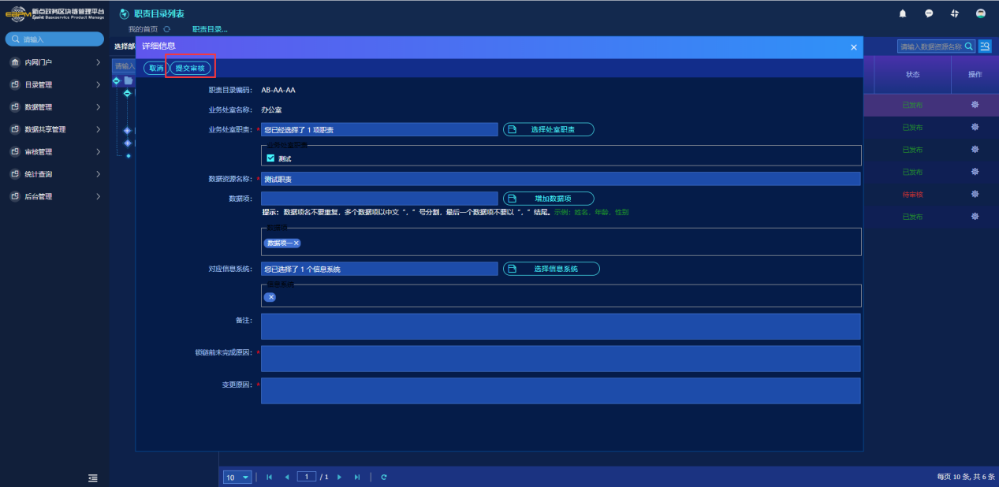 新点政务区块链管理平台
Epoint Baseservice Product Manage
职责目录列表
我的首页
职责目录...
请输入
内网门户
目录管理
数据管理
数据共享管理
审核管理
统计查询
后台管理
选择部
请输入
请输入数据资源名称
状态
操作
已发布
已发布
已发布
已发布
待审核
已发布
详细信息
取消
提交审核
职责目录编码： AB-AA-AA
业务处室名称： 办公室
业务处室职责： * 您已经选择了 1 项职责
选择处室职责
业务处室职责
测试
数据资源名称： * 测试职责
数据项：
增加数据项
提示：数据项名不要重复，多个数据项以中文“，”号分割，最后一个数据项不要以“，”结尾。示例：姓名，年龄，性别
数据项
数据项一
对应信息系统： 您已选择了 1 个信息系统
选择信息系统
信息系统
备注：
锁链前未完成原因： *
变更原因： *
10
1 / 1
每页 10 条, 共 6 条